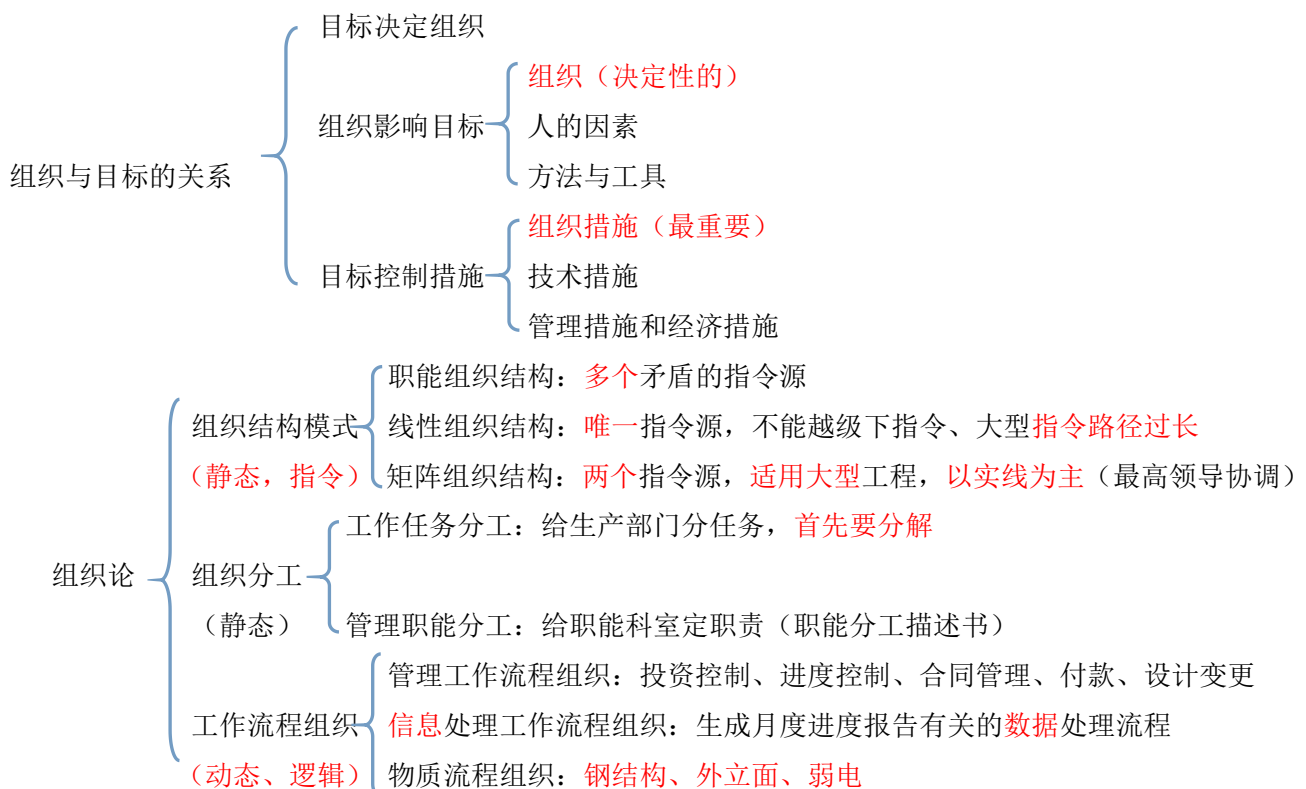 目标决定组织
组织（决定性的）
组织影响目标
人的因素
组织与目标的关系
方法与工具
组织措施（最重要）
目标控制措施
技术措施
管理措施和经济措施
职能组织结构：多个矛盾的指令源
组织结构模式
线性组织结构：唯一指令源，不能越级下指令、大型指令路径过长
（静态，指令）
矩阵组织结构：两个指令源，适用大型工程，以实线为主（最高领导协调）
工作任务分工：给生产部门分任务，首先要分解
组织论
组织分工
（静态）
管理职能分工：给职能科室定职责（职能分工描述书）
管理工作流程组织：投资控制、进度控制、合同管理、付款、设计变更
工作流程组织
信息处理工作流程组织：生成月度进度报告有关的数据处理流程
（动态、逻辑）
物质流程组织：钢结构、外立面、弱电